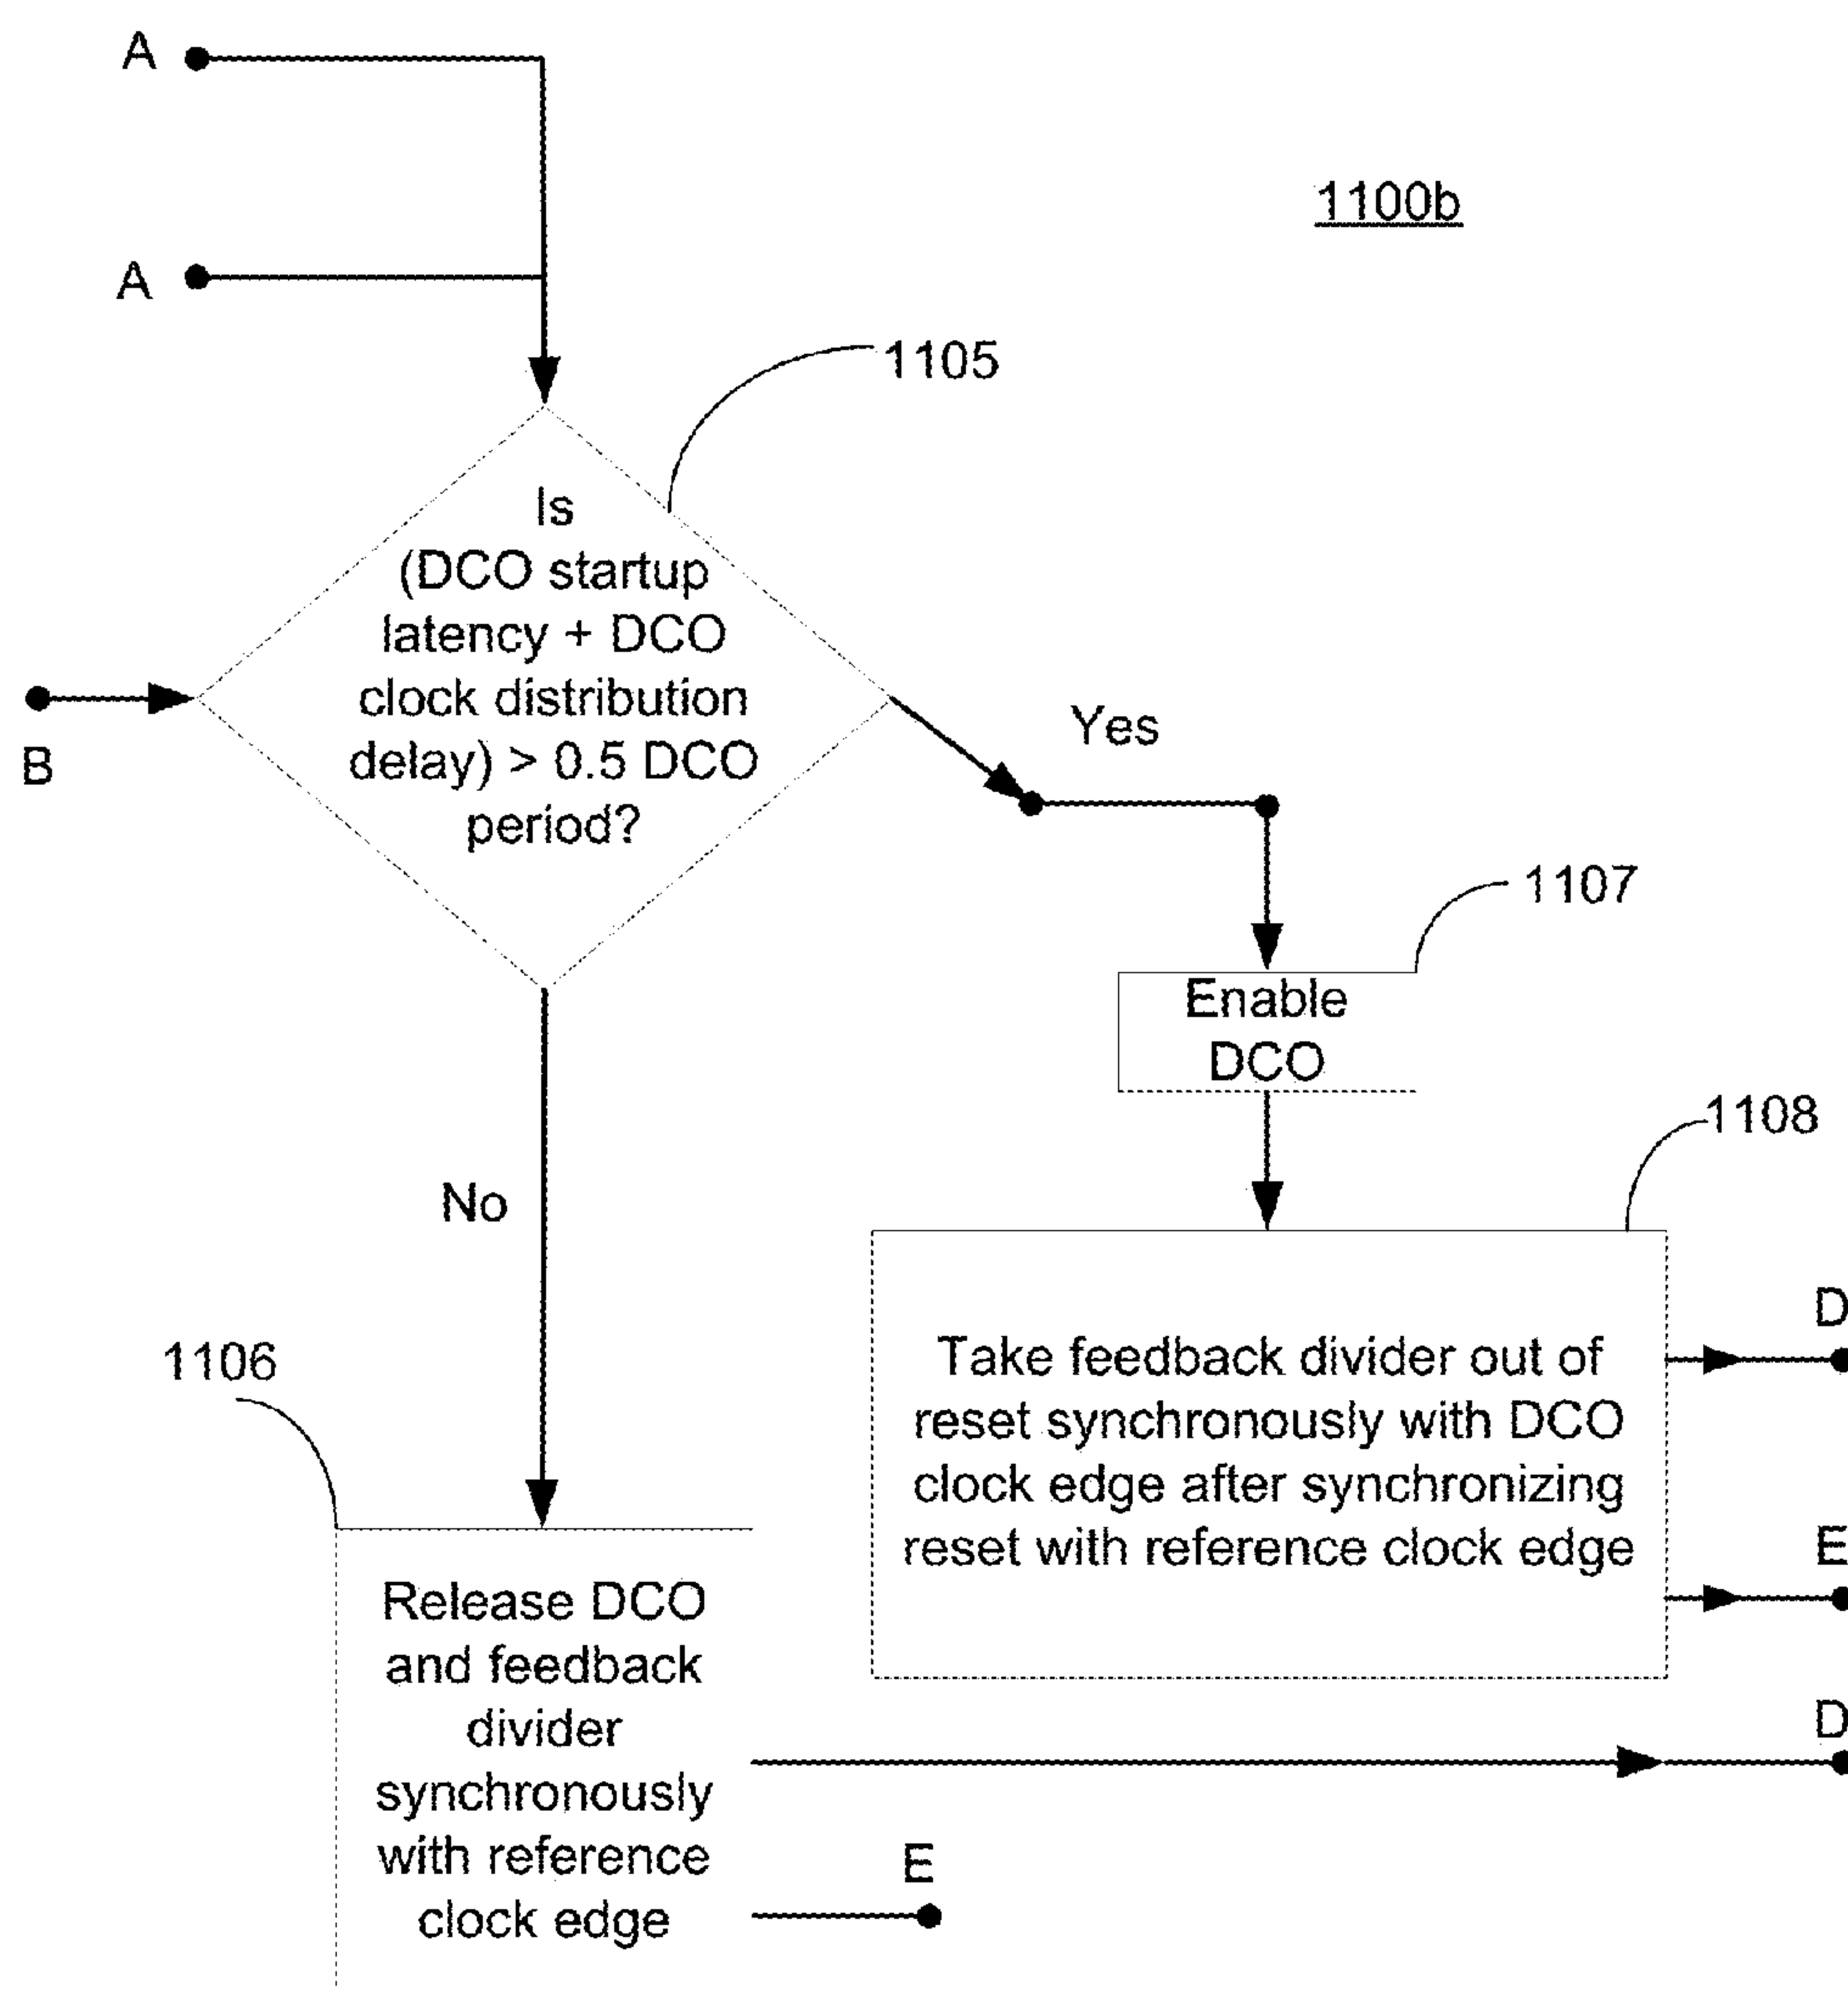 A
1100b
A
1105
Is
(DCO startup
latency + DCO
clock distribution
delay) > 0.5 DCO
period?
B
Yes
1107
Enable
DCO
1108
No
1106
Take feedback divider out of
reset synchronously with DCO
clock edge after synchronizing
reset with reference clock edge
D
E
Release DCO
and feedback
divider
synchronously
with reference
clock edge
D
E